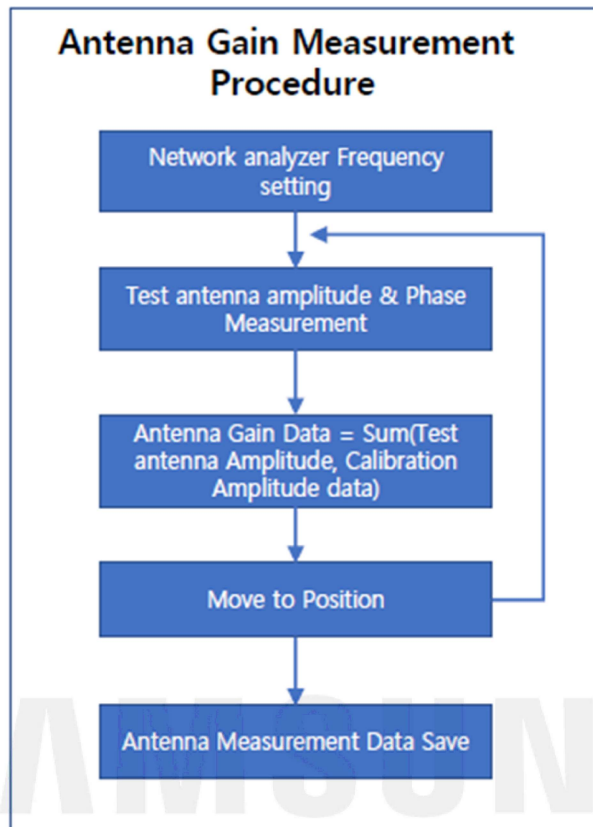 Antenna Gain Measurement
Procedure
Network analyzer Frequency
setting
Test antenna amplitude & Phase
Measurement
Antenna Gain Data = Sum(Test
antenna Amplitude, Calibration
Amplitude data)
Move to Position
Antenna Measurement Data Save
AMSUN